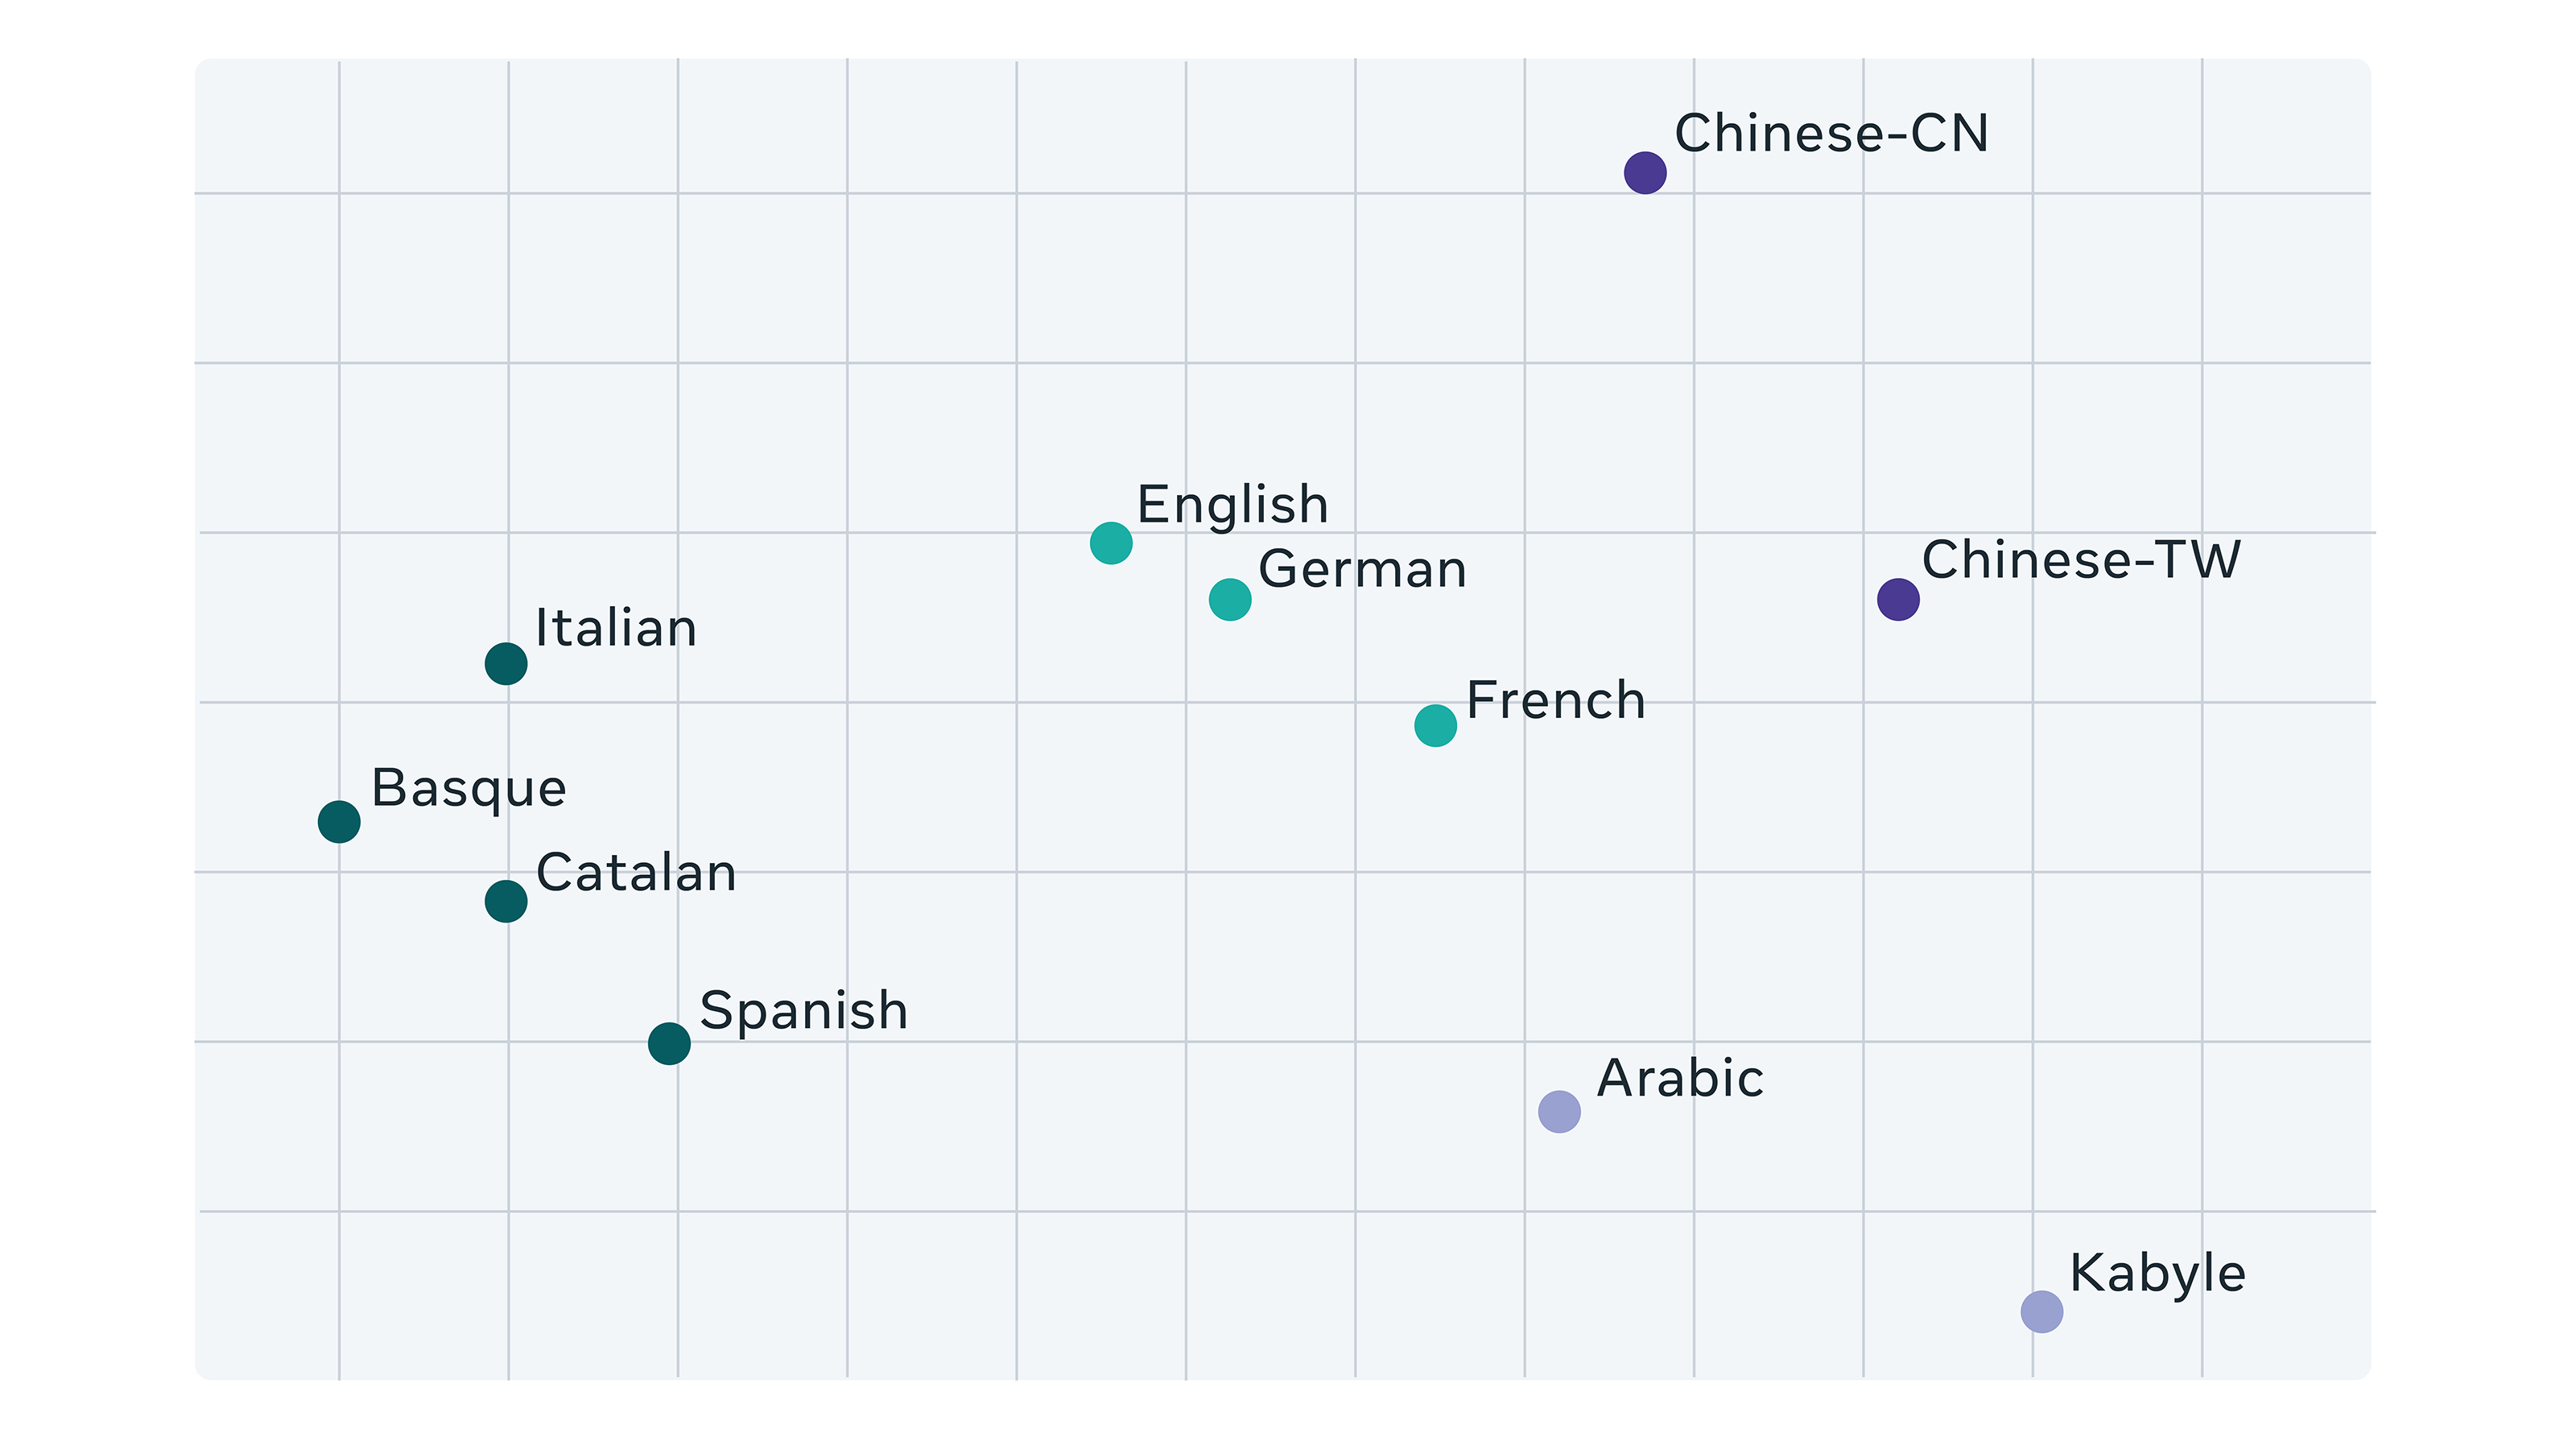 Chinese-CN
English
Chinese-TW
German
Italian
French
Basque
Catalan
Spanish
Arabic
Kabyle